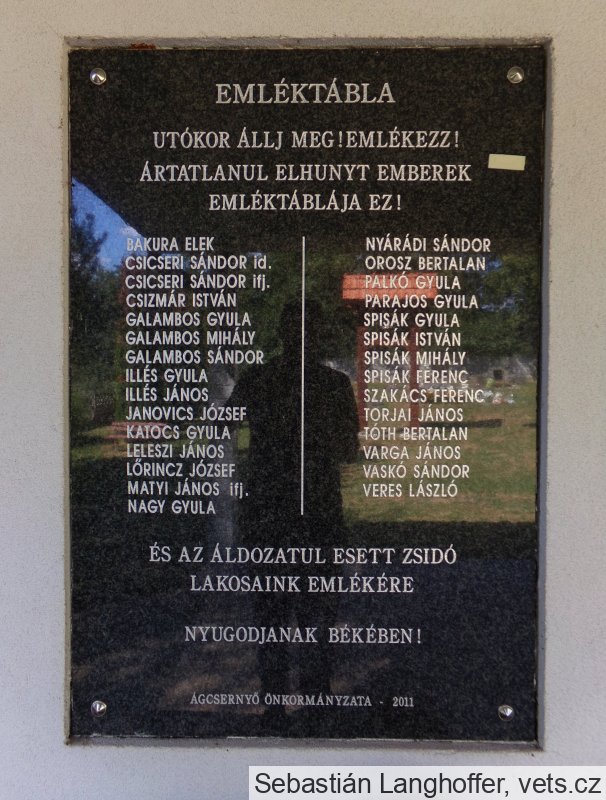 EMLÉKTÁBLA
UTÓKOR ÁLLJ MEG!EMLÉKEZZ!
ÁRTATLANUL ELHUNYT EMBEREK
EMLÉKTÁBLÁJA EZ!
BAKURA ELEK
CSICSERI SÁNDOR id.
CSICSERI SÁNDOR ifj.
CSIZMÁR ISTVÁN
GALAMBOS GYULA
GALAMBOS MIHÁLY
GALAMBOS SÁNDOR
ILLÉS GYULA
ILLÉS JÁNOS
JANOVICS JÓZSEF
KATOCS GYULA
LELESZI JÁNOS
LŐRINCZ JÓZSEF
MATYI JÁNOS ifj.
NAGY GYULA
NYÁRÁDI SÁNDOR
OROSZ BERTALAN
PALKÓ GYULA
PARAJOS GYULA
SPISÁK GYULA
SPISÁK ISTVÁN
SPISÁK MIHÁLY
SPISÁK FERENC
SZAKÁCS FERENC
TORJAI JÁNOS
TÓTH BERTALAN
VARGA JÁNOS
VASKÓ SÁNDOR
VERES LÁSZLÓ
ÉS AZ ÁLDOZATUL ESETT ZSIDÓ
LAKOSAINK EMLÉKÉRE
NYUGODJANAK BÉKÉBEN!
ÁGCSERNYŐ ÖNKORMÁNYZATA - 2011
Sebastián Langhoffer, vets.cz